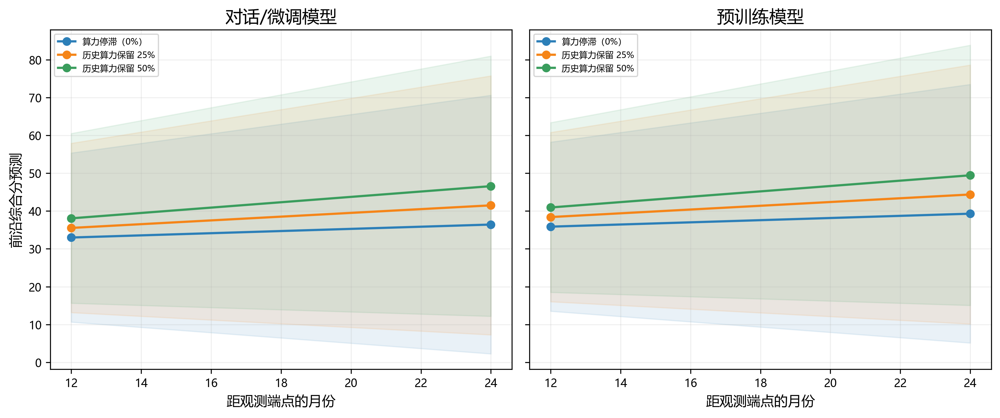 对话/微调模型
算力停滞（0%）
历史算力保留 25%
历史算力保留 50%
前沿综合分预测
80
70
60
50
40
30
20
10
0
12 14 16 18 20 22 24
距观测端点的月份
预训练模型
算力停滞（0%）
历史算力保留 25%
历史算力保留 50%
12 14 16 18 20 22 24
距观测端点的月份